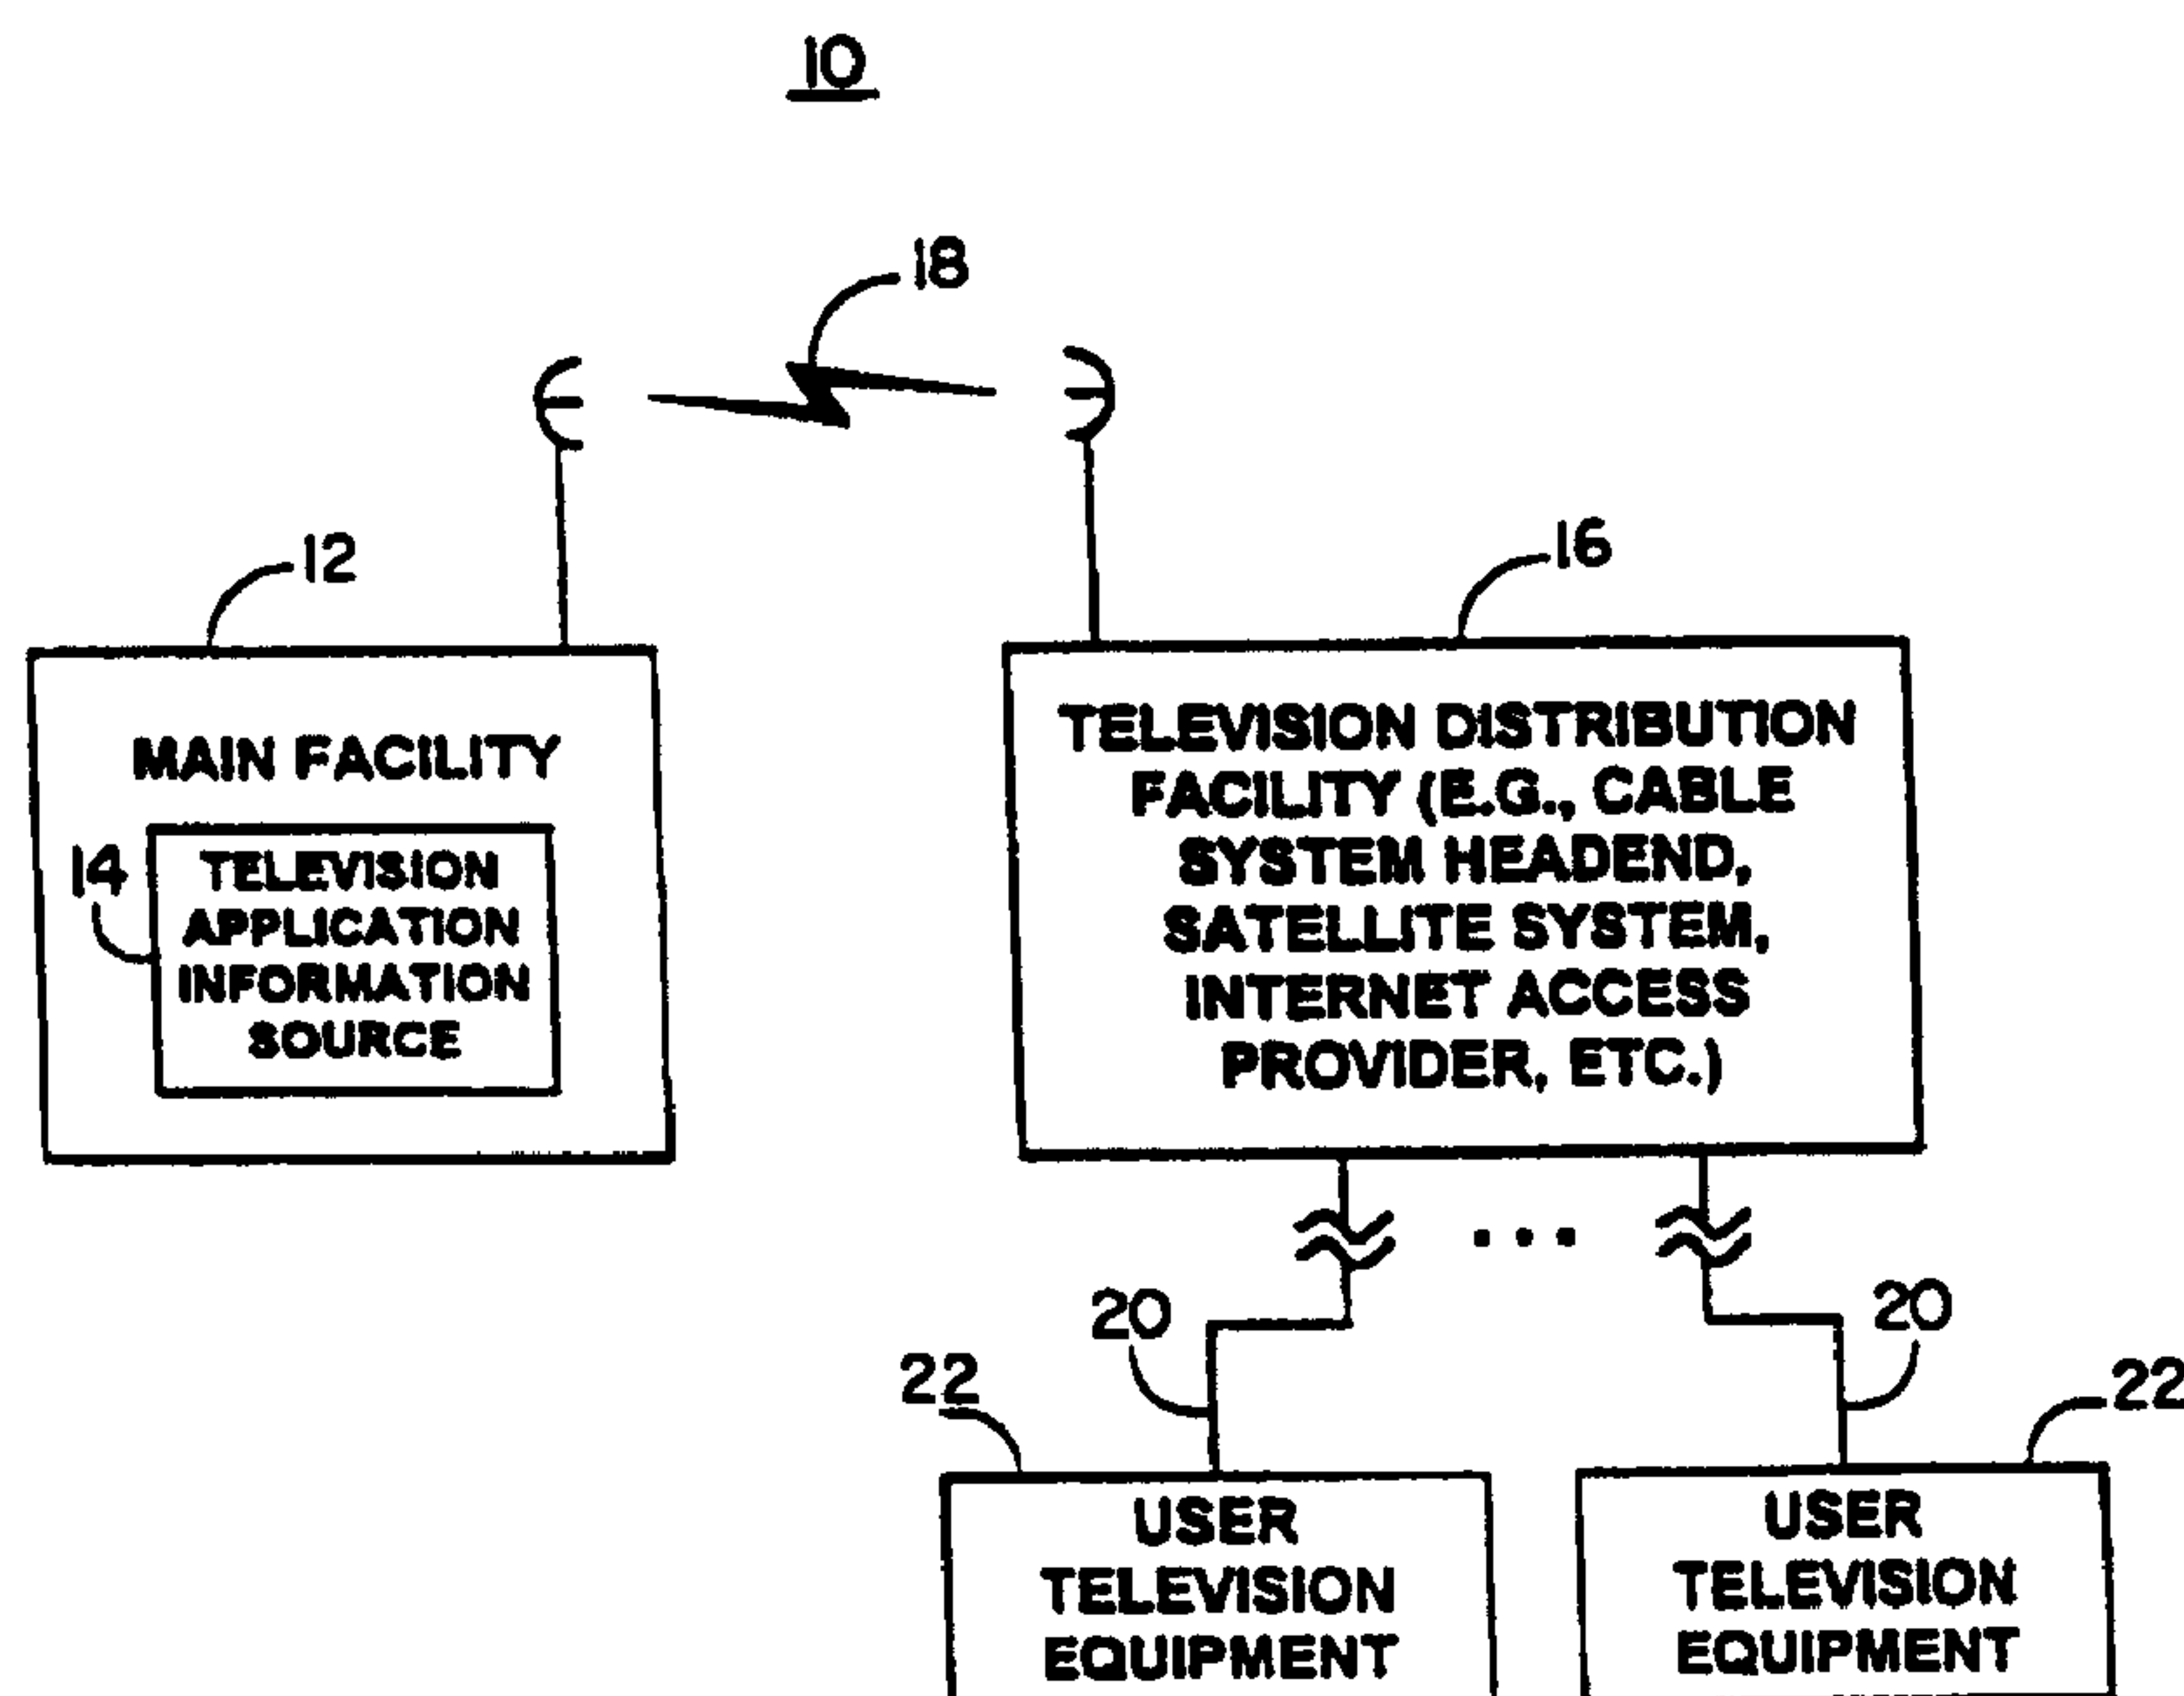 10
18
12
16
MAIN FACILITY
14
TELEVISION
APPLICATION
INFORMATION
SOURCE
TELEVISION DISTRIBUTION
FACILITY (E.G., CABLE
SYSTEM HEADEND,
SATELLITE SYSTEM,
INTERNET ACCESS
PROVIDER, ETC.)
...
20
20
22
22
USER
TELEVISION
EQUIPMENT
USER
TELEVISION
EQUIPMENT